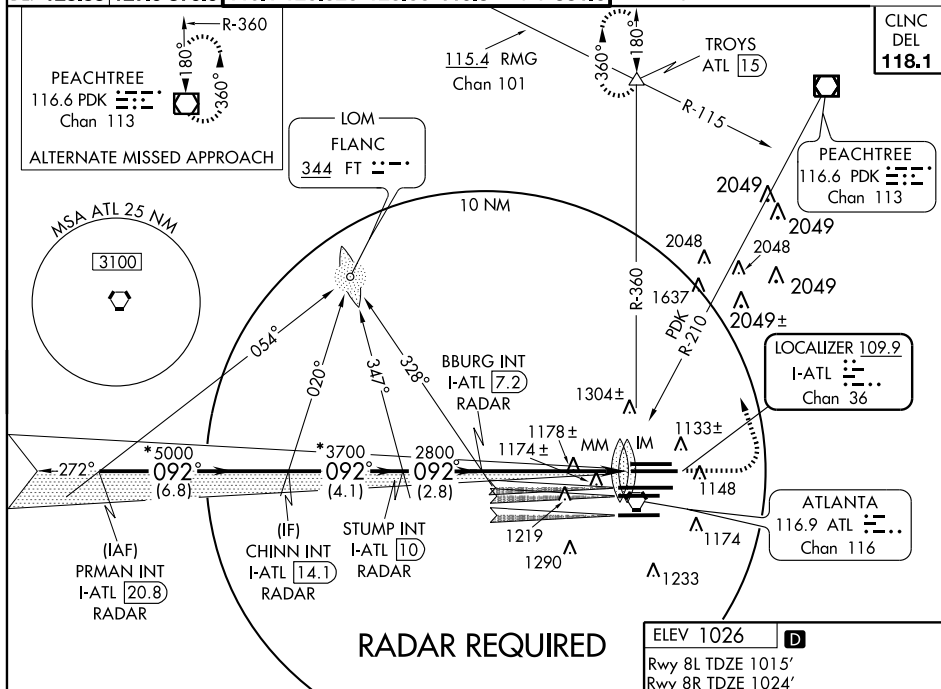 R-360
180°
360°
PEACHTREE
116.6 PDK
Chan 113
ALTERNATE MISSED APPROACH
115.4 RMG
Chan 101
360°
180°
TROYS
ATL 15
R-115
CLNC
DEL
118.1
PEACHTREE
116.6 PDK
Chan 113
LOM
FLANC
344 FT
MSA ATL 25 NM
3100
10 NM
2049
2049
2048
2048
1637
2049
2049±
R-360
PDK
R-210
LOCALIZER 109.9
I-ATL
Chan 36
054°
020°
347°
328°
BBURG INT
I-ATL 7.2
RADAR
1304±
1178±
1174±
MM
IM
1133±
1148
272°
*5000
092°
(6.8)
*3700
092°
(4.1)
2800
092°
(2.8)
ATLANTA
116.9 ATL
Chan 116
1219
1290
1174
1233
(IAF)
PRMAN INT
I-ATL 20.8
RADAR
(IF)
CHINN INT
I-ATL 14.1
RADAR
STUMP INT
I-ATL 10
RADAR
RADAR REQUIRED
ELEV 1026 D
Rwy 8L TDZE 1015'
Rwy 8R TDZE 1024'